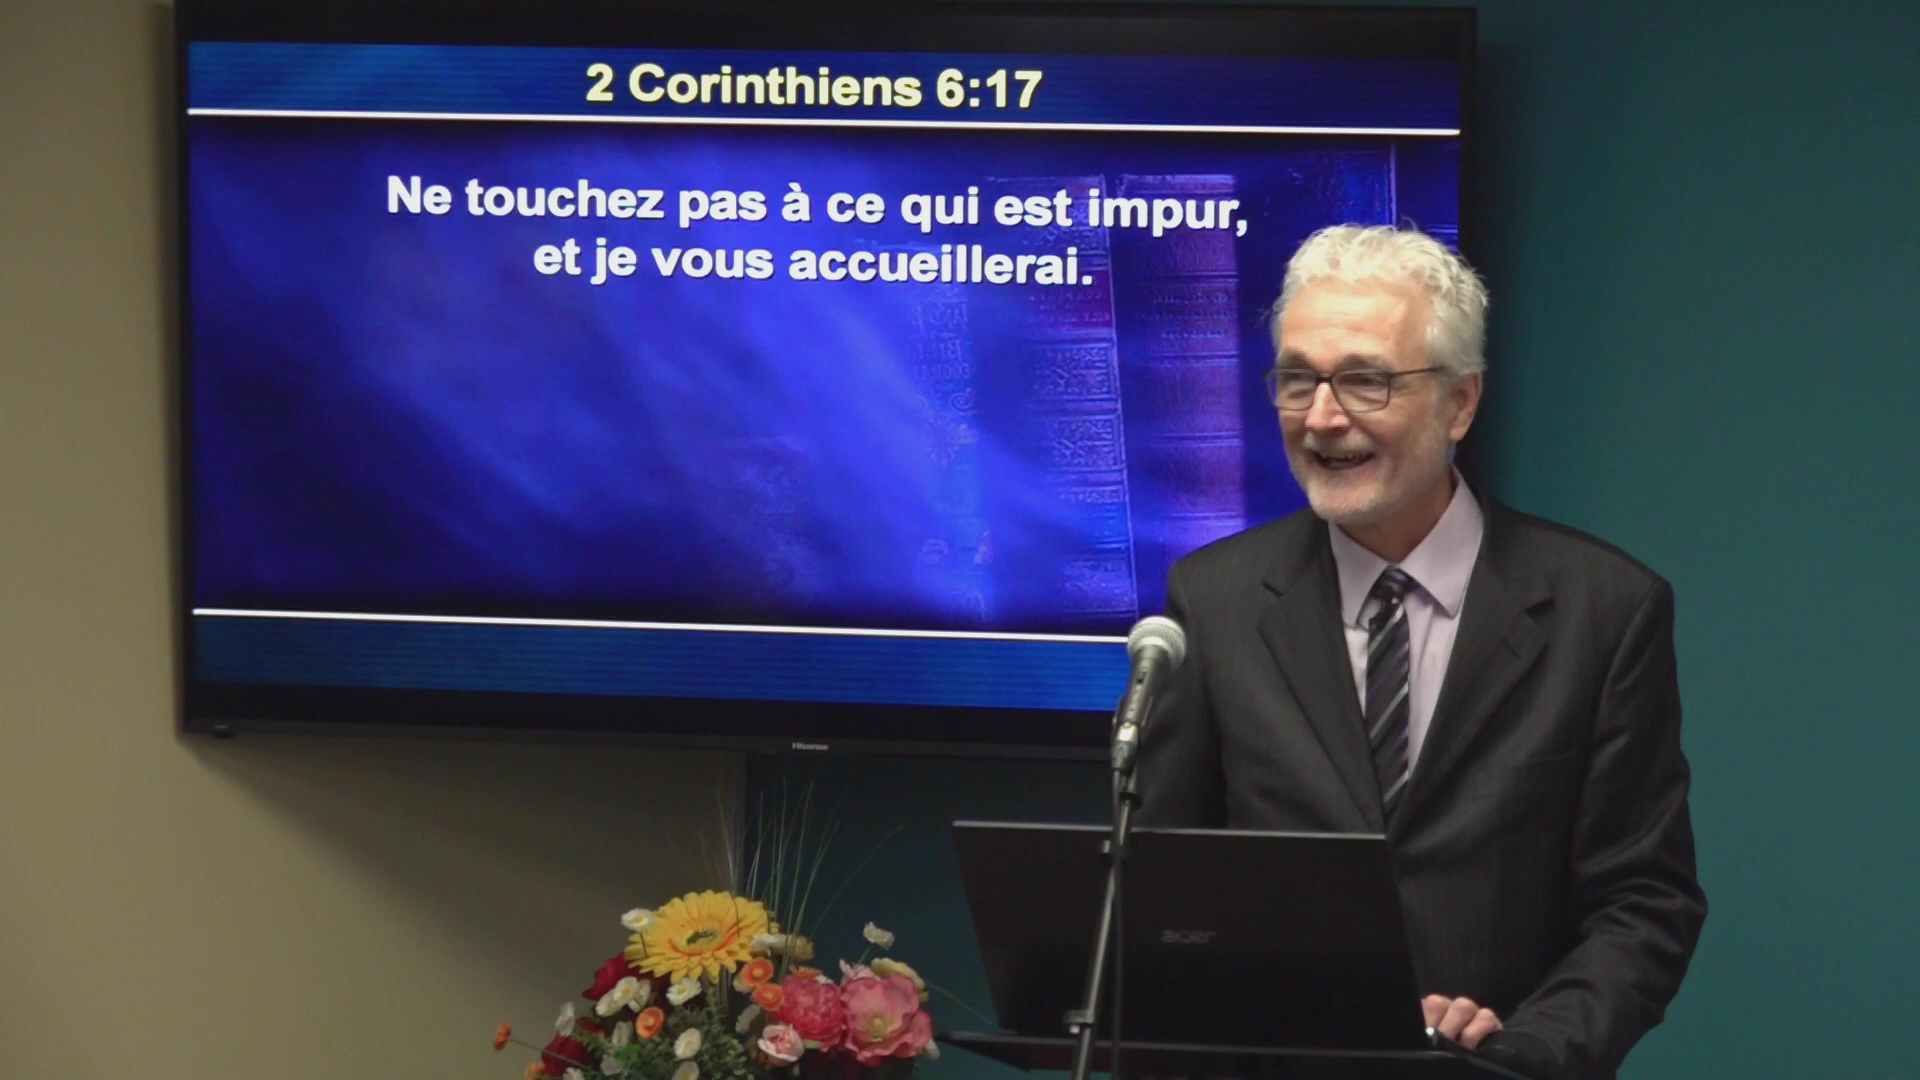 2 Corinthiens 6:17
Ne touchez pas à ce qui est impur,
et je vous accueillerai.
Hisense
acer